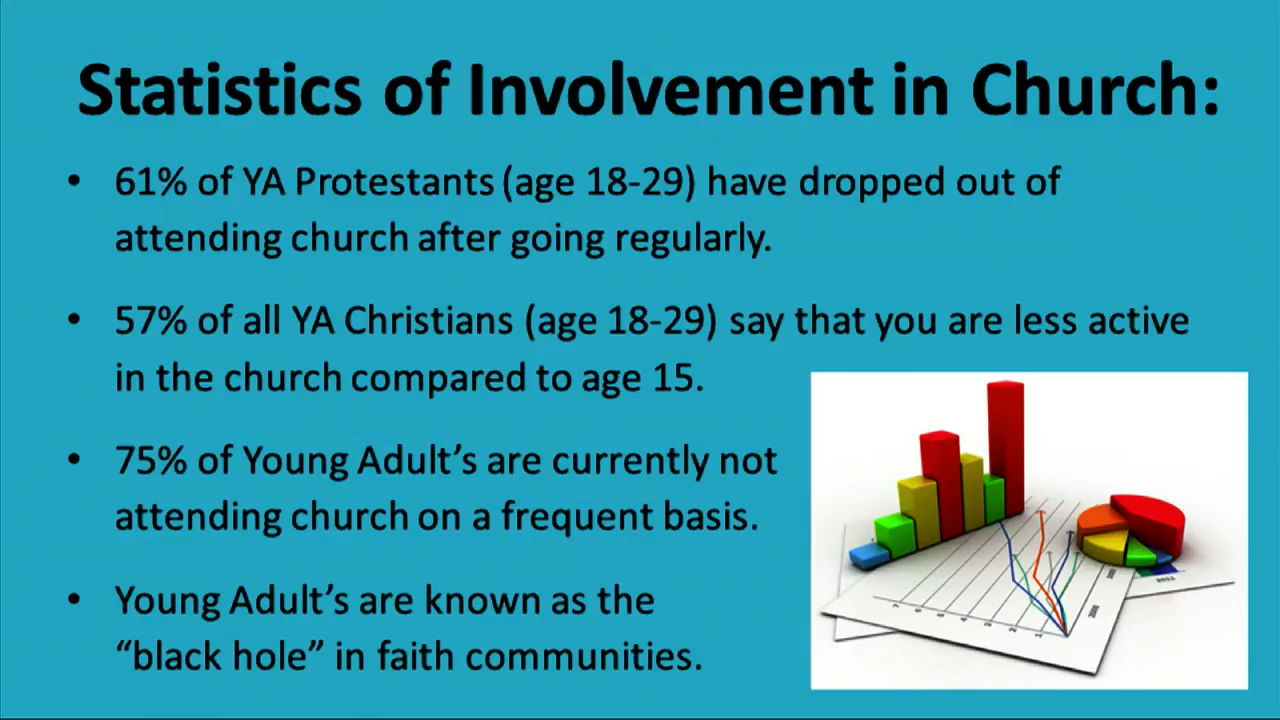 Statistics of Involvement in Church:
• 61% of YA Protestants (age 18-29) have dropped out of
attending church after going regularly.
• 57% of all YA Christians (age 18-29) say that you are less active
in the church compared to age 15.
• 75% of Young Adult’s are currently not
attending church on a frequent basis.
• Young Adult’s are known as the
“black hole” in faith communities.